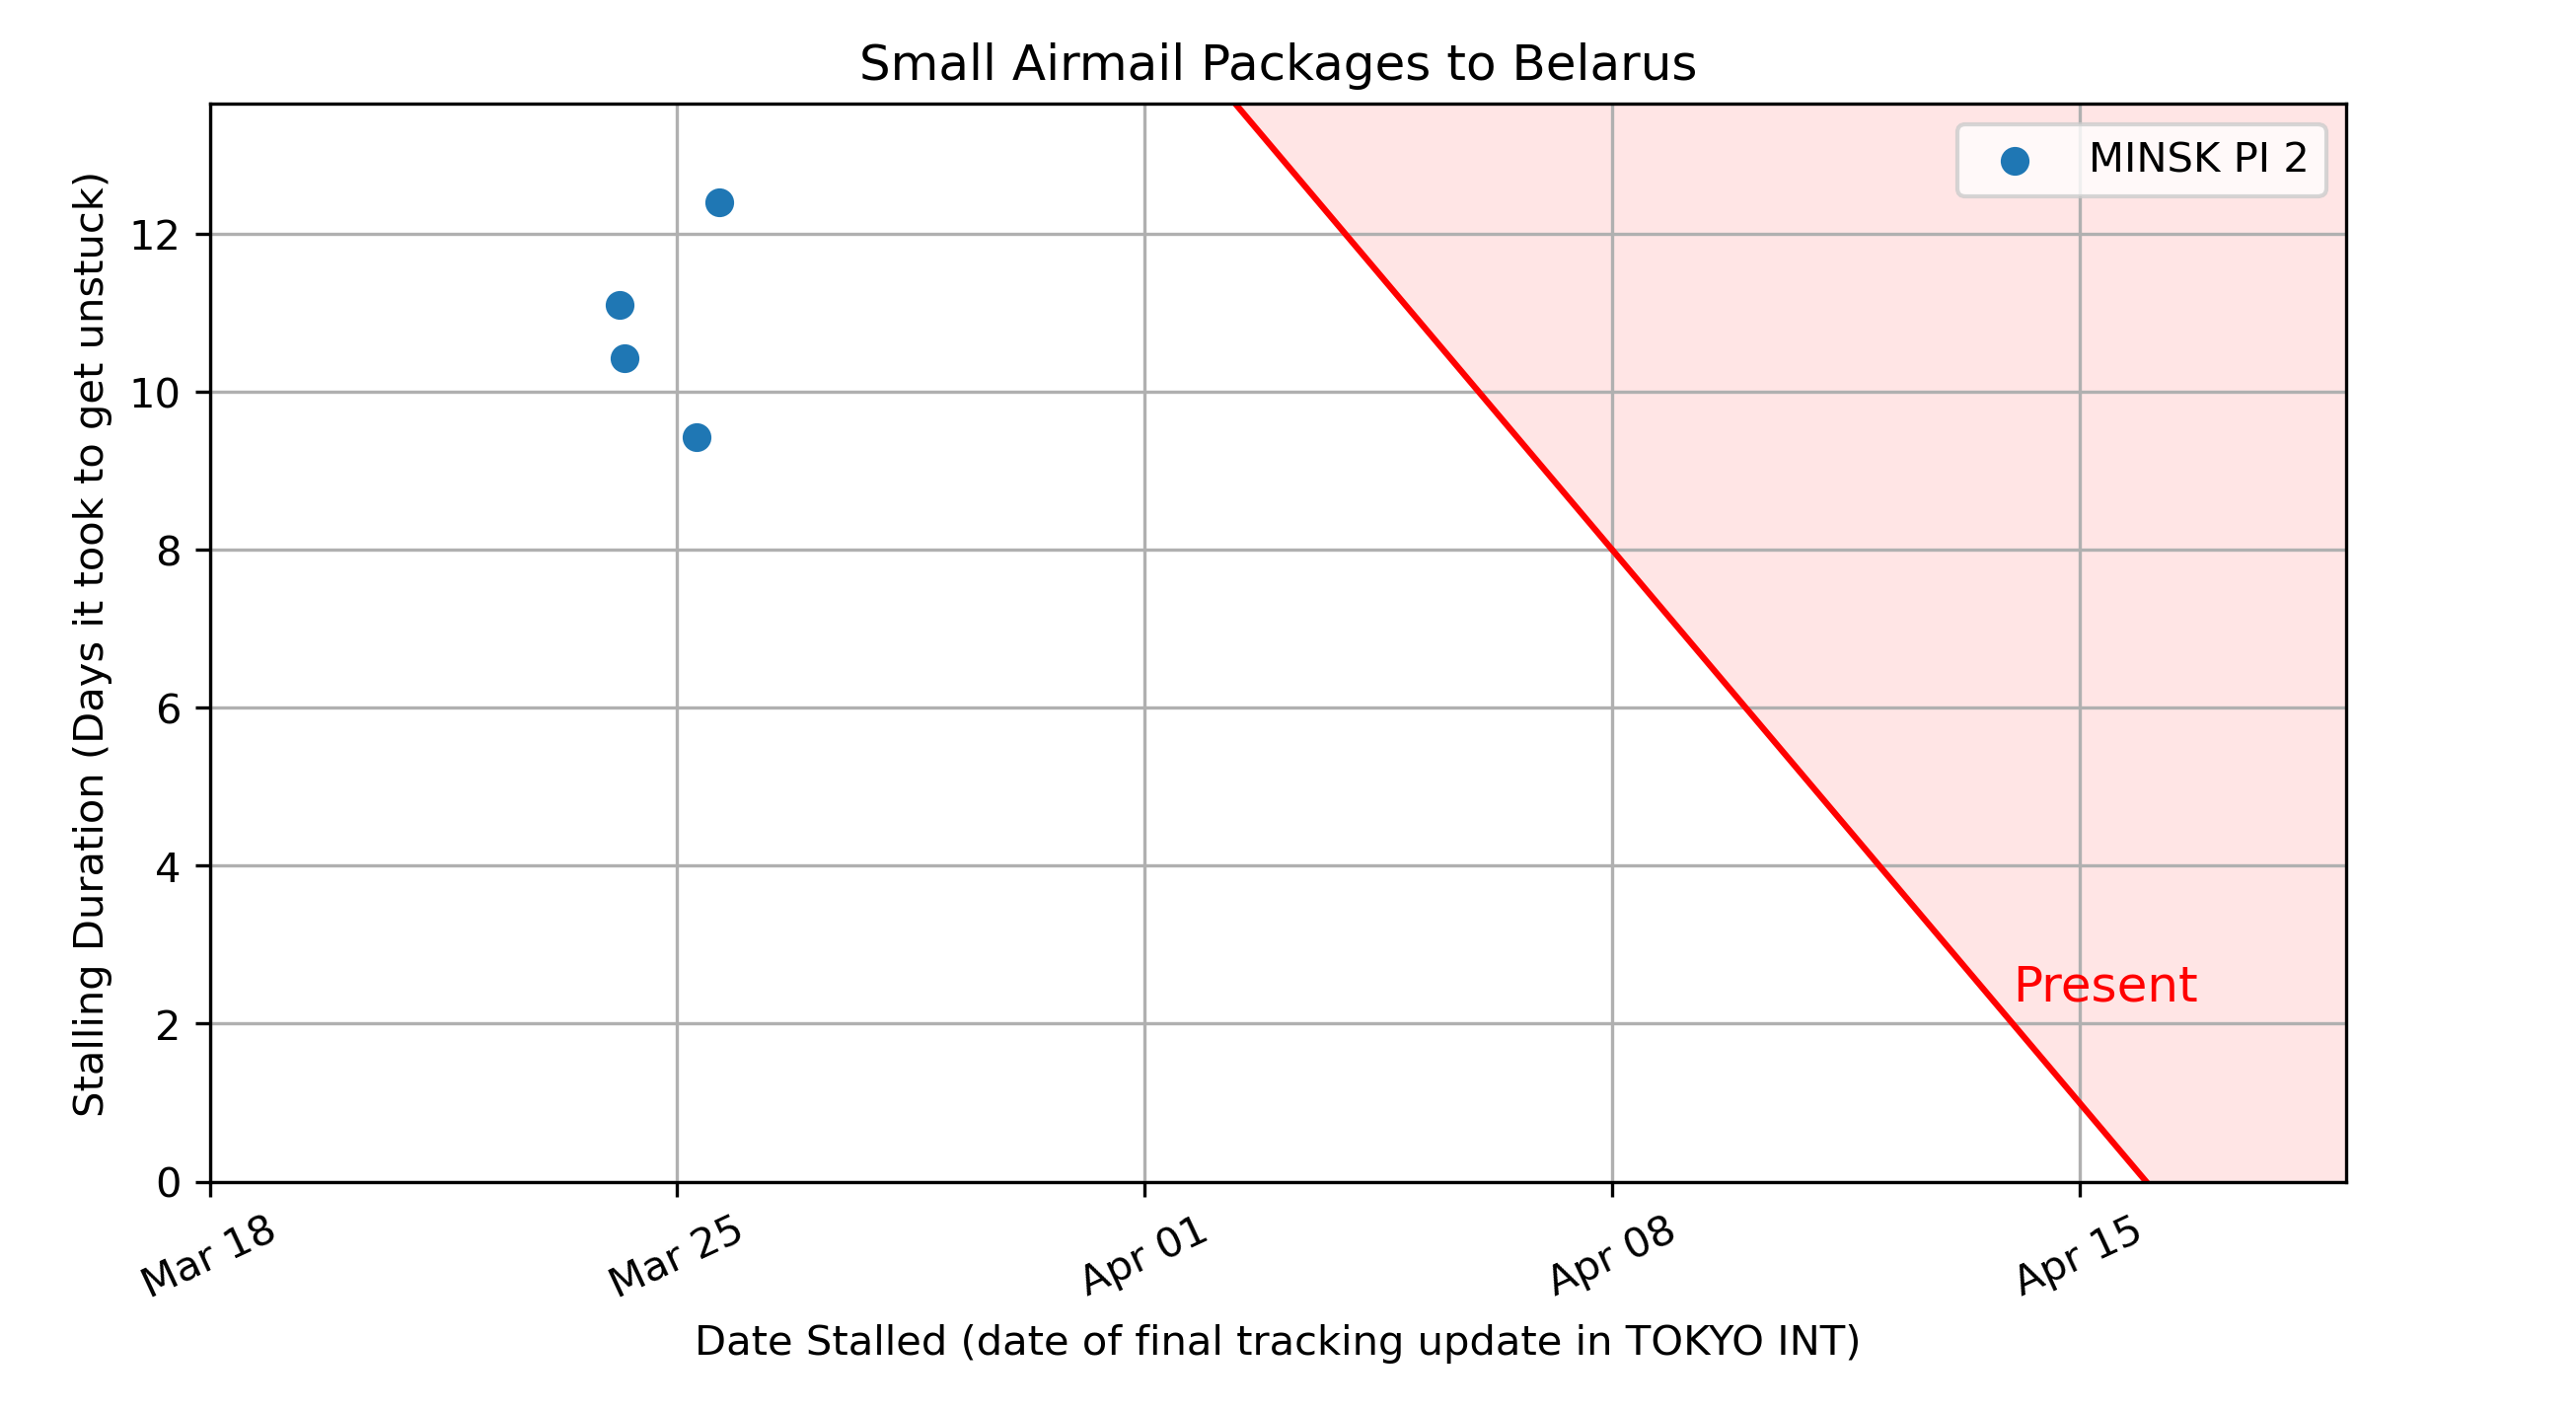 Small Airmail Packages to Belarus
MINSK PI 2
Stalling Duration (Days it took to get unstuck)
12
10
8
6
4
2
0
Present
Mar 18
Mar 25
Apr 01
Apr 08
Apr 15
Date Stalled (date of final tracking update in TOKYO INT)